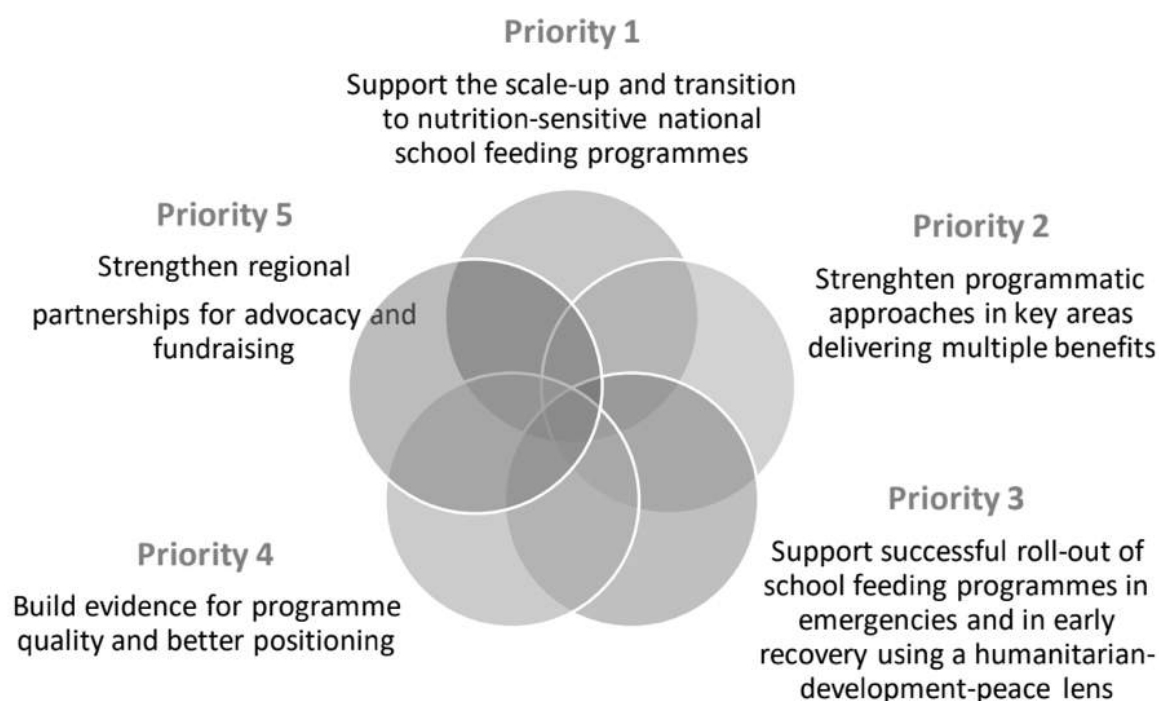 Priority 1
Support the scale-up and transition
to nutrition-sensitive national
school feeding programmes
Priority 2
Strenghten programmatic
approaches in key areas
delivering multiple benefits
Priority 3
Support successful roll-out of
school feeding programmes in
emergencies and in early
recovery using a humanitarian-
development-peace lens
Priority 4
Build evidence for programme
quality and better positioning
Priority 5
Strengthen regional
partnerships for advocacy and
fundraising